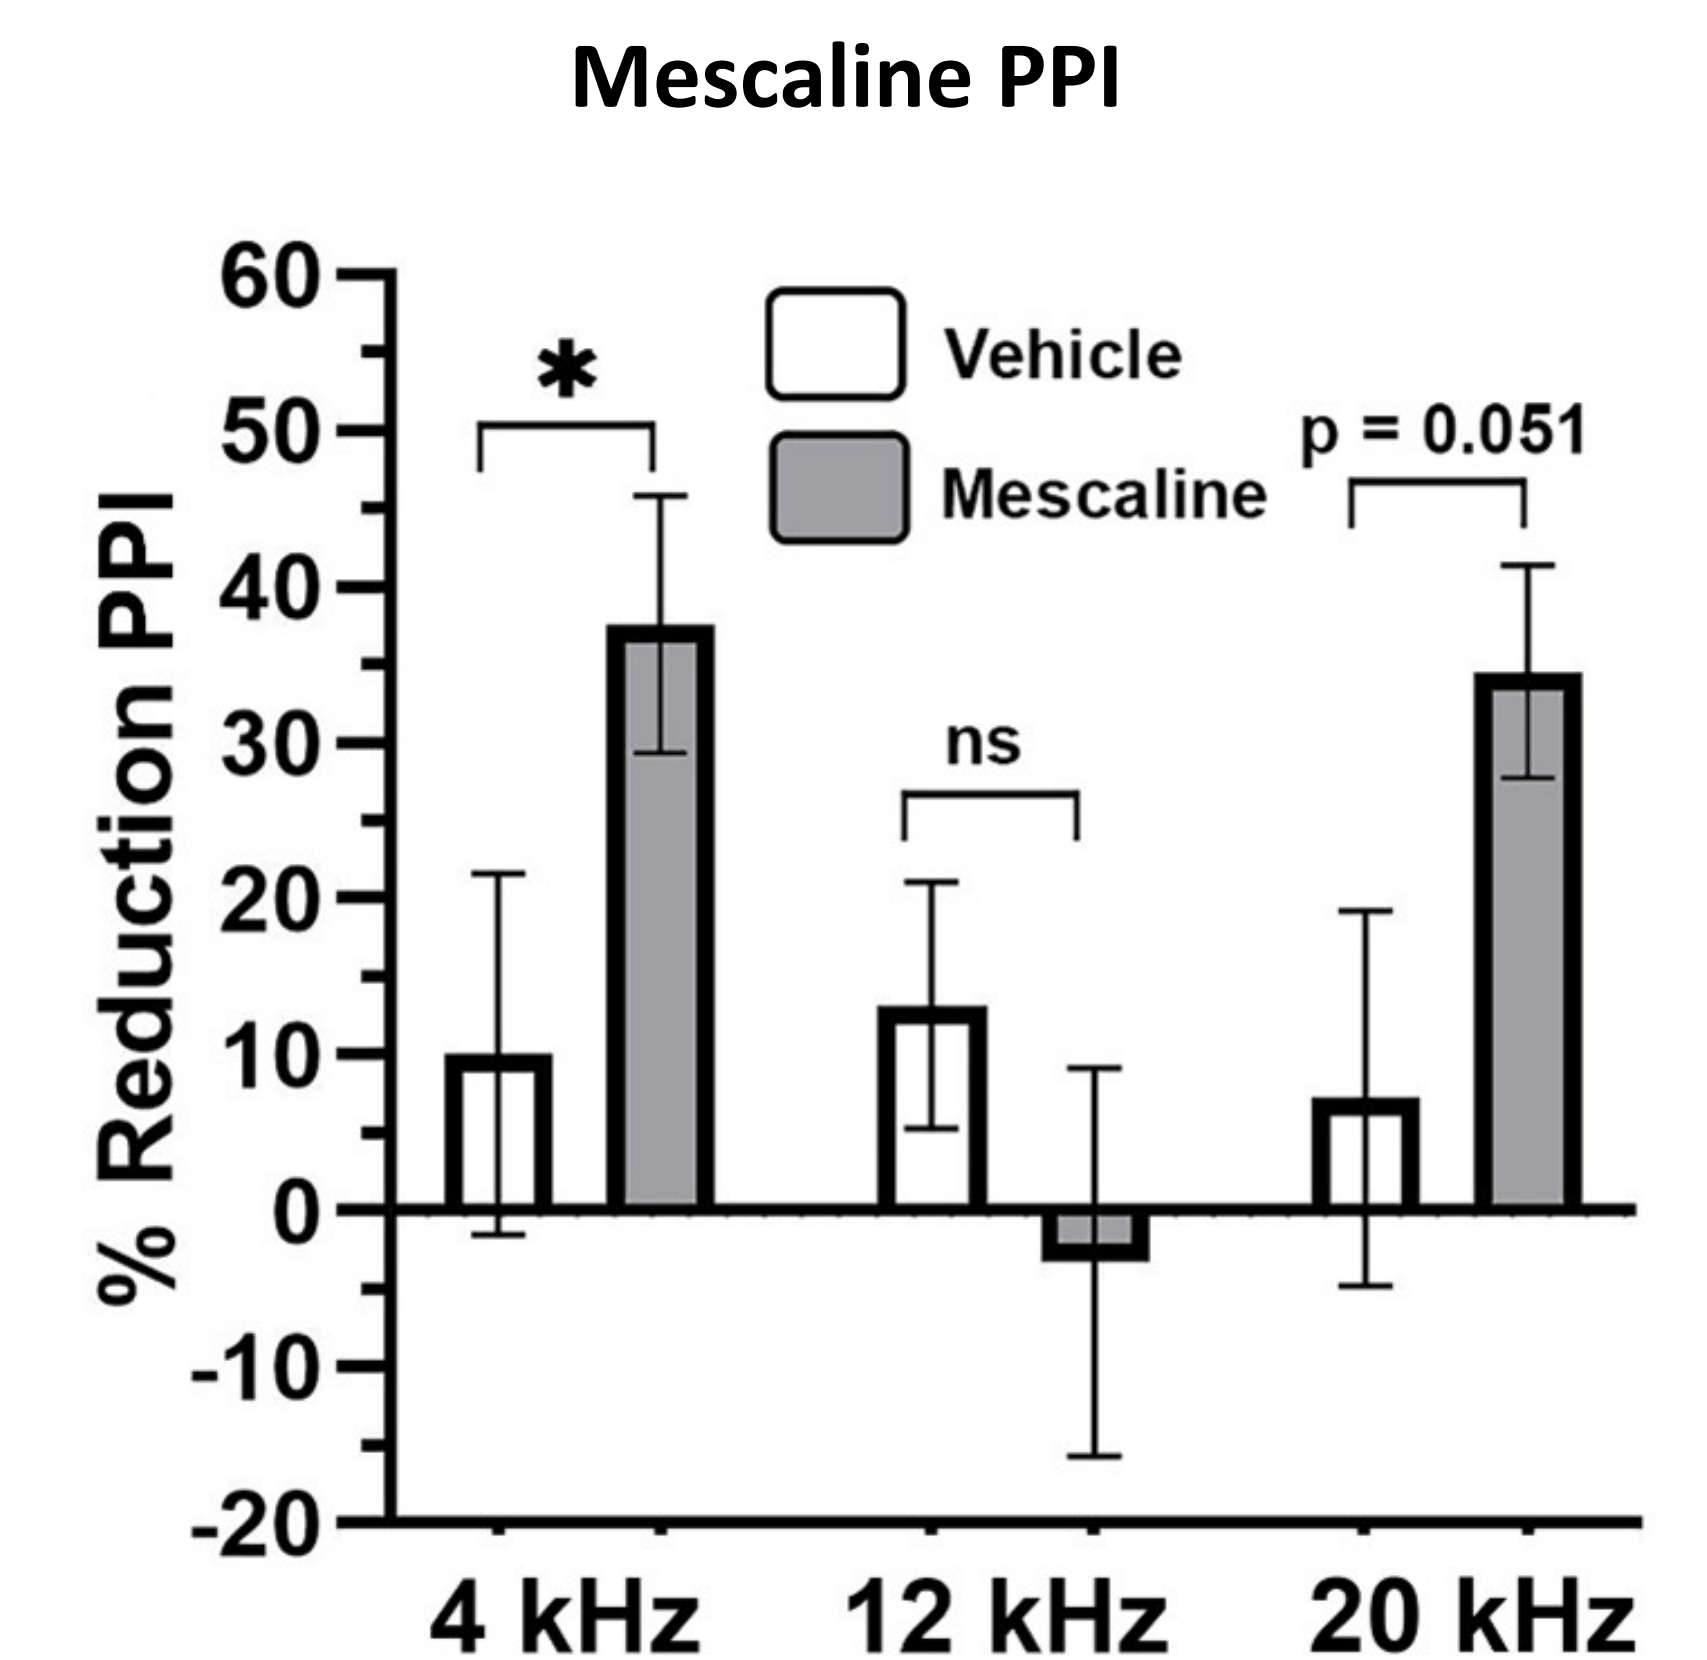 Mescaline PPI
% Reduction PPI
60
50
40
30
20
10
0
-10
-20
*
Vehicle
Mescaline
ns
p = 0.051
4 kHz
12 kHz
20 kHz